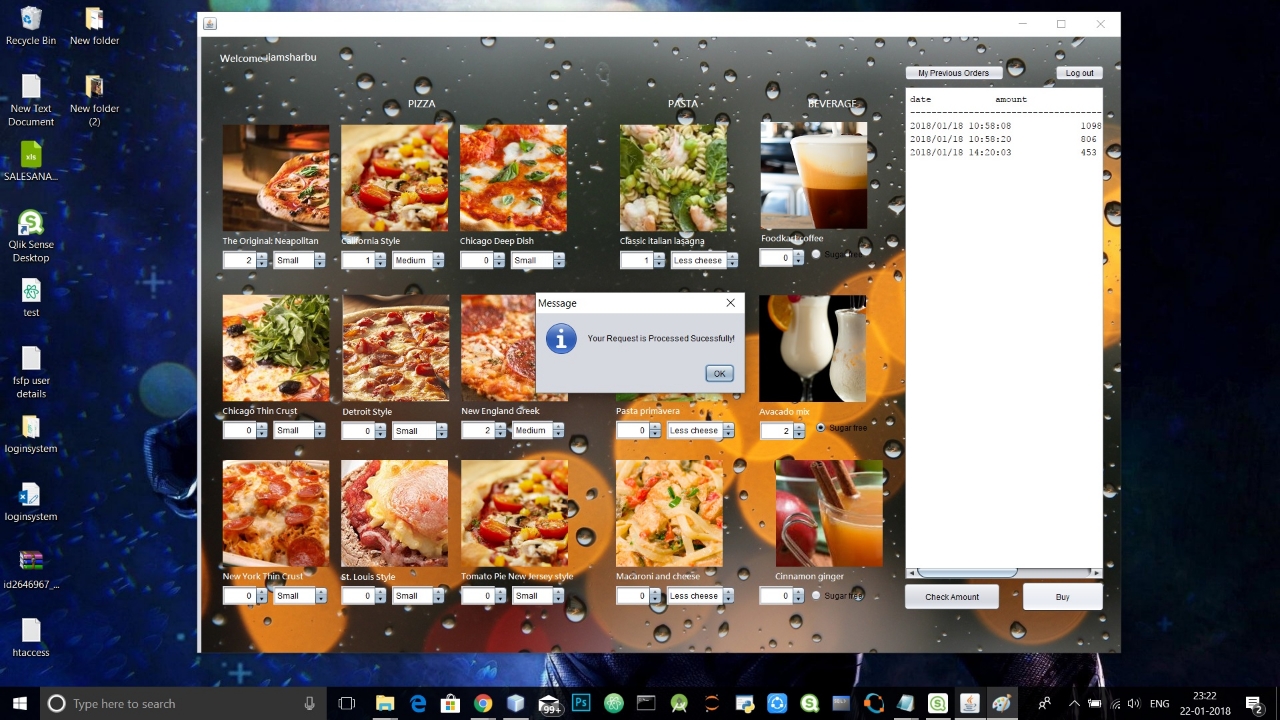 Recycle Bin
New folder
New Text
Document
New folder
(2)
xls
SALESANA...
Qlik Sense
Desktop
test
fsfp user
details
loginsystem
loginsystem
id2646967_...
htaccess
Welcome
iamsharbu
My Previous Orders
Log out
PIZZA
PASTA
BEVERAGE
date amount
2018/01/18 10:58:08 1098
2018/01/18 10:58:20 806
2018/01/18 14:20:03 453
The Original: Neapolitan
California Style
Chicago Deep Dish
Classic italian lasagna
Foodkart coffee
2 Small
1 Medium
0 Small
1 Less cheese
0 Sugar free
Message
Your Request is Processed Sucessfully!
OK
Chicago Thin Crust
Detroit Style
New England Greek
Pasta primavera
Avacado mix
0 Small
0 Small
2 Medium
0 Less cheese
2 Sugar free
New York Thin Crust
St. Louis Style
Tomato Pie New Jersey style
Macaroni and cheese
Cinnamon ginger
0 Small
0 Small
0 Small
0 Less cheese
0 Sugar free
Check Amount
Buy
Type here to search
99+
Ps
ENG
23:22
22-01-2018
2